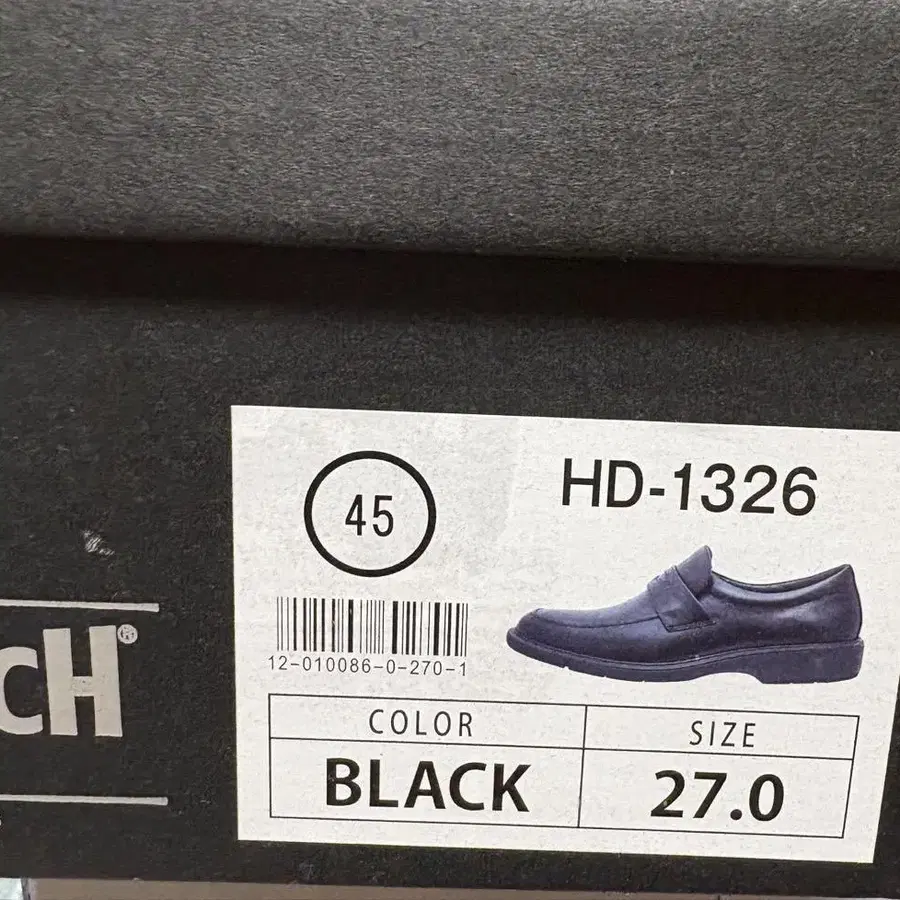 45
HD-1326
12-010086-0-270-1
COLOR SIZE
BLACK 27.0
CH®